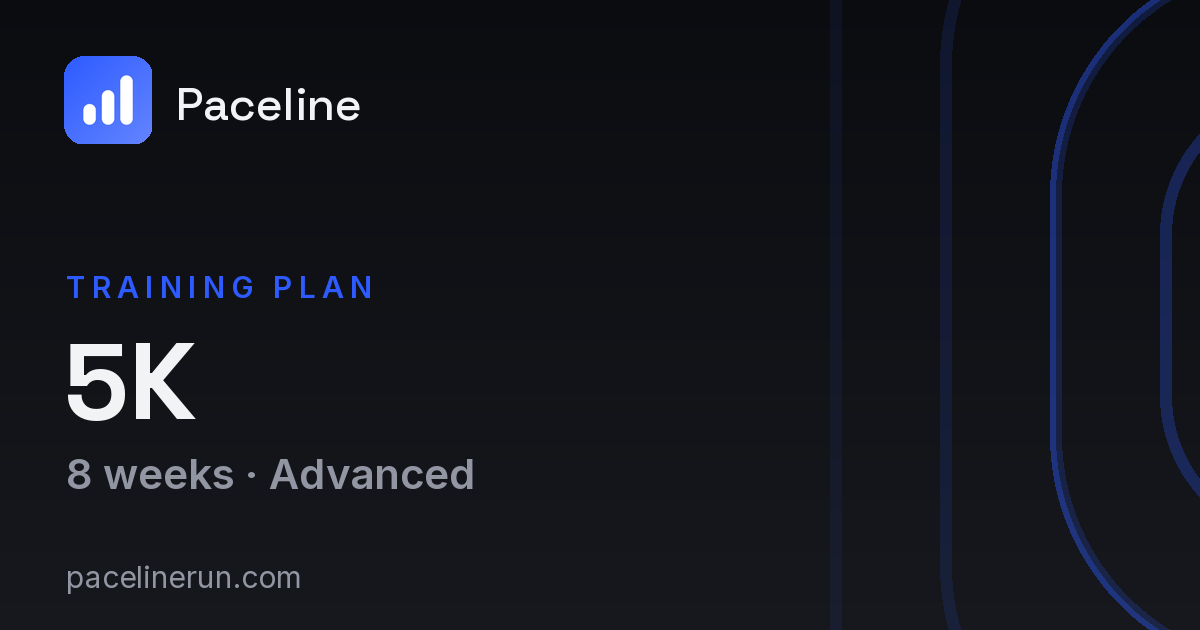 Paceline
TRAINING PLAN
5K
8 weeks · Advanced
pacelinerun.com